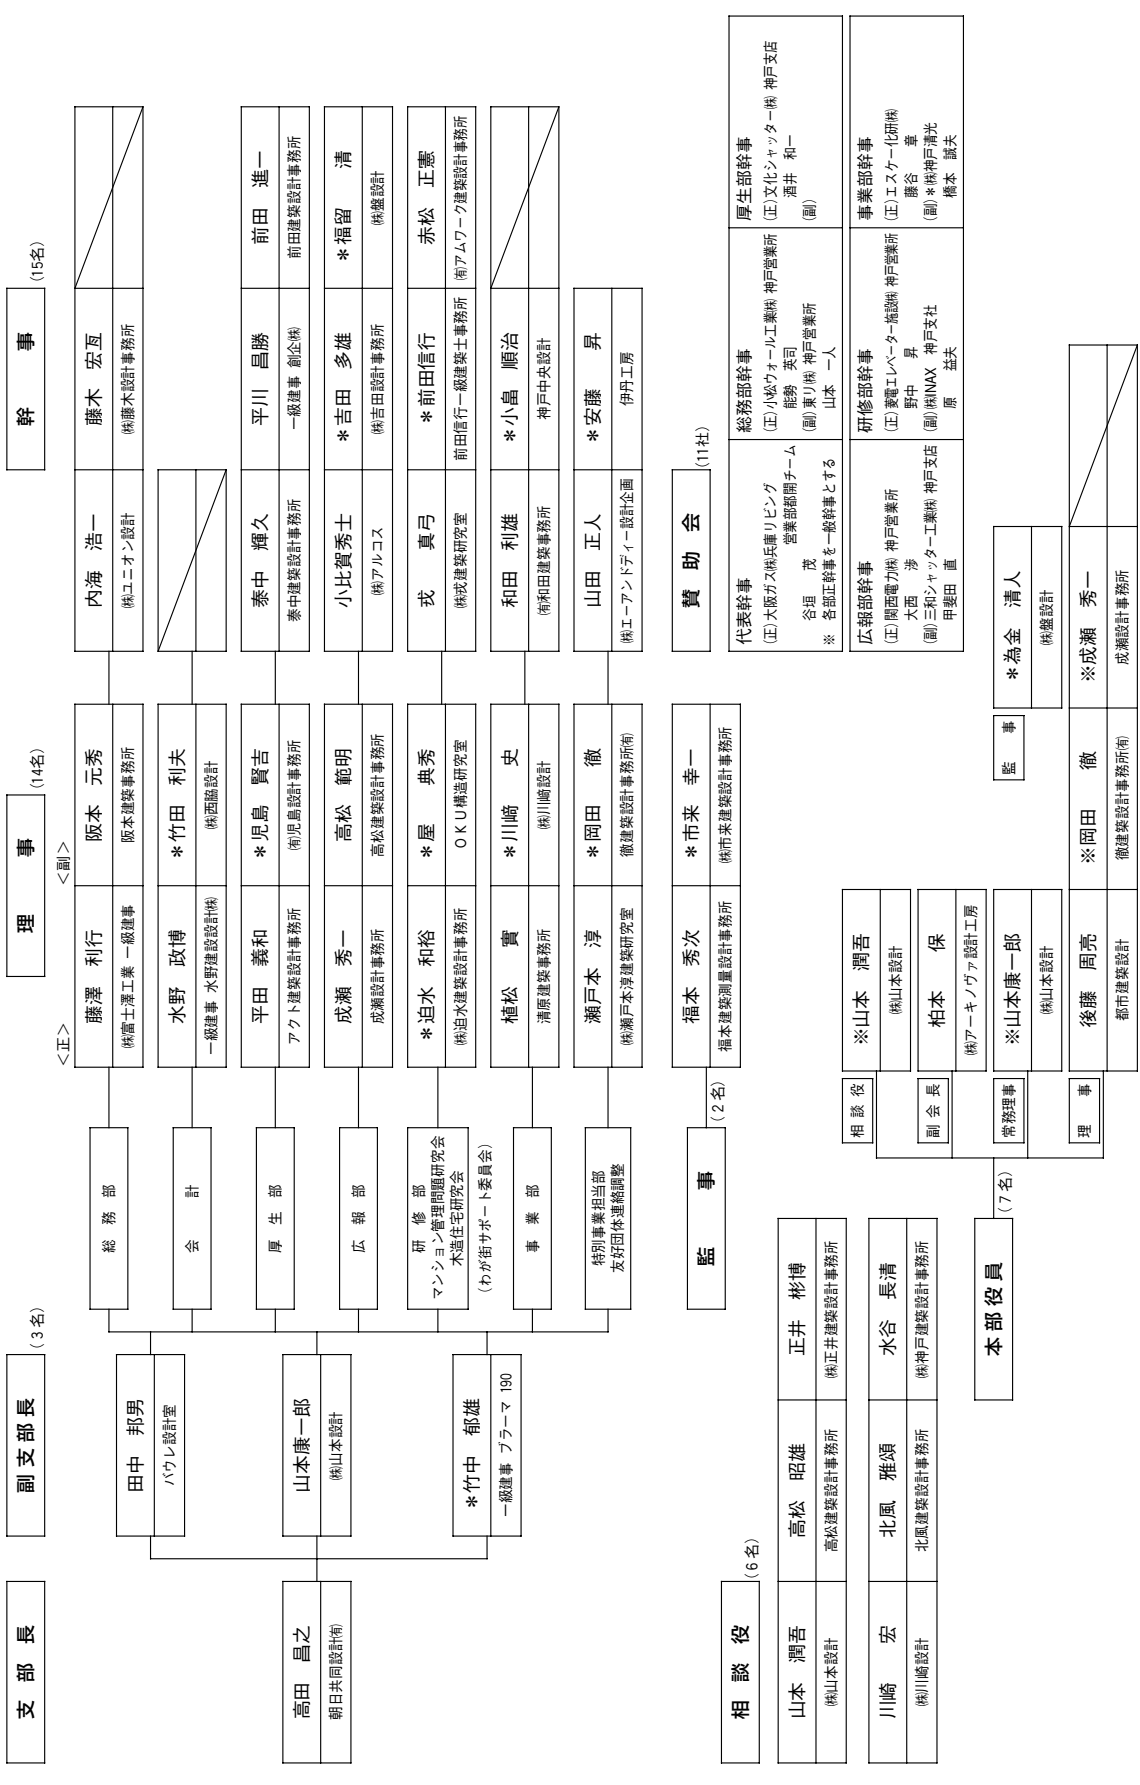 支部長
副支部長
(３名)
理事
(14名)
幹事
(15名)
＜正＞
＜副＞
高田　昌之
朝日共同設計㈲
田中　邦男
バウレ設計室
山本康一郎
㈱山本設計
＊竹中　郁雄
一級建事 プラーマ 190
総務部
藤澤　利行
㈱富士澤工業 一級建事
阪本　元秀
阪本建築事務所
内海　浩一
㈱ユニオン設計
藤木　宏亙
㈱藤木設計事務所
会計
水野　政博
一級建事 水野建設設計㈱
＊竹田　利夫
㈱西脇設計
厚生部
平田　義和
アクト建築設計事務所
＊児島　賢吉
㈲児島設計事務所
泰中　輝久
泰中建築設計事務所
平川　昌勝
一級建事 創企㈱
前田　進一
前田建築設計事務所
広報部
成瀬　秀一
成瀬設計事務所
高松　範明
高松建築設計事務所
小比賀秀士
㈱アルコス
＊吉田　多雄
㈱吉田設計事務所
＊福留　清
㈱盤設計
研修部
マンション管理問題研究会
木造住宅研究会
(わが街サポート委員会)
＊迫水　和裕
㈱迫水建築設計事務所
＊屋　典秀
ＯＫＵ構造研究室
戎　真弓
㈱戎建築研究室
＊前田信行
前田信行一級建築士事務所
赤松　正憲
㈲アムワーク建築設計事務所
事業部
植松　實
清原建築事務所
＊川﨑　史
㈱川﨑設計
和田　利雄
㈲和田建築事務所
＊小畠　順治
神戸中央設計
特別事業担当部
友好団体連絡調整
瀬戸本　淳
㈱瀬戸本淳建築研究室
＊岡田　徹
徹建築設計事務所㈲
山田　正人
㈱エーアンドディー設計企画
＊安藤　昇
伊丹工房
監事
(２名)
福本　秀次
福本建築測量設計事務所
＊市来　幸一
㈱市来建築設計事務所
賛助会
(11社)
代表幹事
(正)大阪ガス㈱兵庫リビング
営業部都開チーム
谷垣　茂
※ 各部正幹事を一般幹事とする
総務部幹事
(正)小松ウォール工業㈱ 神戸営業所
能勢　英司
(副)東リ㈱ 神戸営業所
山本　一人
厚生部幹事
(正)文化シャッター㈱ 神戸支店
酒井　和一
(副)
広報部幹事
(正)関西電力㈱ 神戸営業所
大西　渉
(副)三和シャッター工業㈱ 神戸支店
甲斐田　直
研修部幹事
(正)菱電エレベーター施設㈱ 神戸営業所
野中　昇
(副)㈱INAX 神戸支社
原　益夫
事業部幹事
(正)エスケー化研㈱
藤谷　章
(副)＊㈱神戸清光
橋本　誠夫
相談役
(６名)
山本　潤吾
㈱山本設計
高松　昭雄
高松建築設計事務所
正井　彬博
㈱正井建築設計事務所
川崎　宏
㈱川崎設計
北風　雅頌
北風建築設計事務所
水谷　長清
㈱神戸建築設計事務所
本部役員
(７名)
相談役
※山本　潤吾
㈱山本設計
副会長
柏本　保
㈱アーキノヴァ設計工房
常務理事
※山本康一郎
㈱山本設計
監事
＊為金　清人
㈱盤設計
理事
後藤　周亮
都市建築設計
※岡田　徹
徹建築設計事務所㈲
※成瀬　秀一
成瀬設計事務所